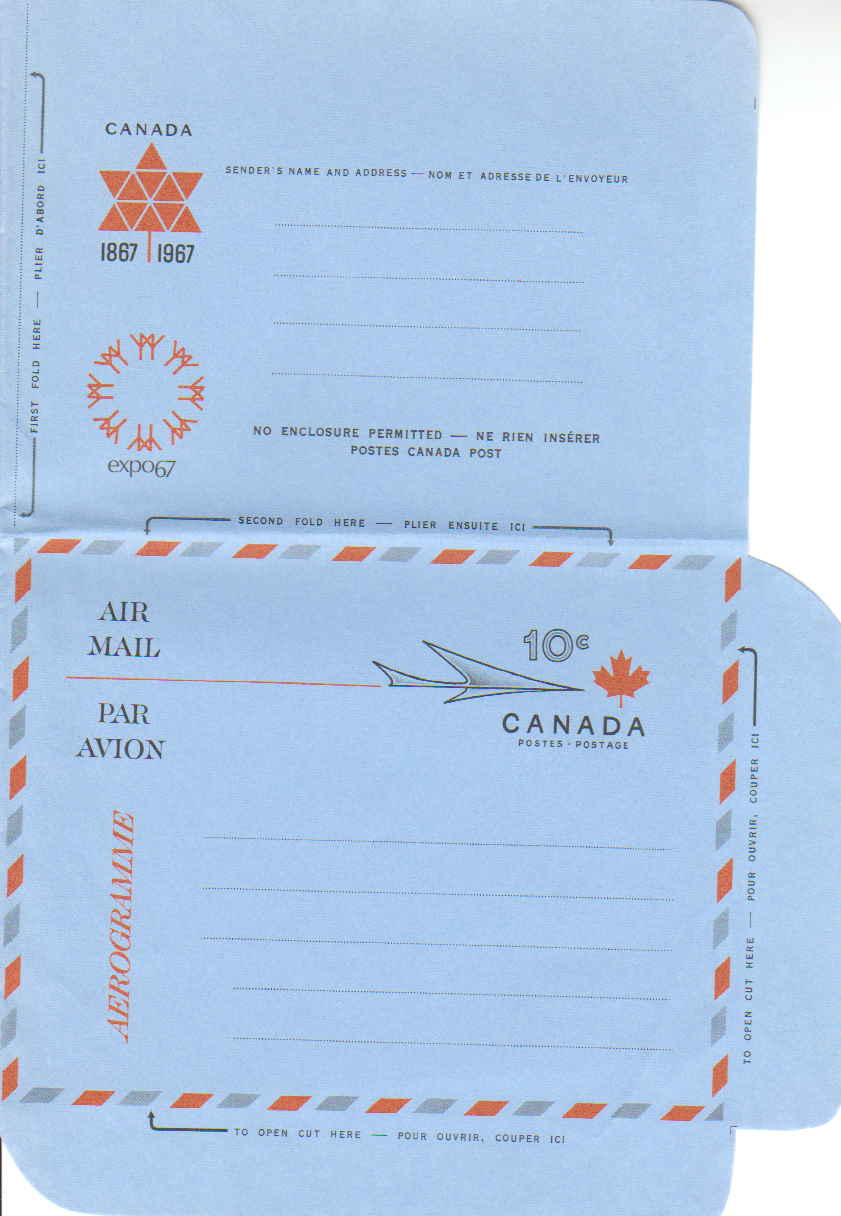 CANADA
1867 1967
expo67
SENDER'S NAME AND ADDRESS — NOM ET ADRESSE DE L'ENVOYEUR
NO ENCLOSURE PERMITTED — NE RIEN INSÉRER
POSTES CANADA POST
FIRST FOLD HERE — PLIER D'ABORD ICI
SECOND FOLD HERE — PLIER ENSUITE ICI
AIR
MAIL
PAR
AVION
10c
CANADA
POSTES - POSTAGE
AEROGRAMME
TO OPEN CUT HERE — POUR OUVRIR, COUPER ICI
TO OPEN CUT HERE — POUR OUVRIR, COUPER ICI